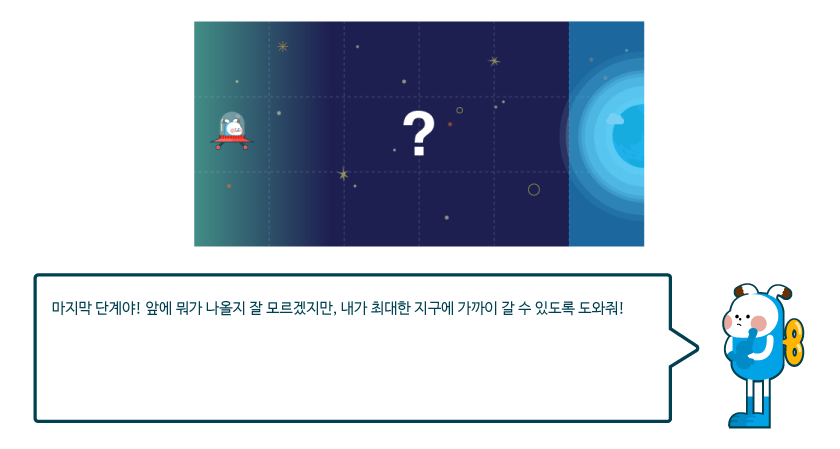 ?
마지막 단계야! 앞에 뭐가 나올지 잘 모르겠지만, 내가 최대한 지구에 가까이 갈 수 있도록 도와줘!